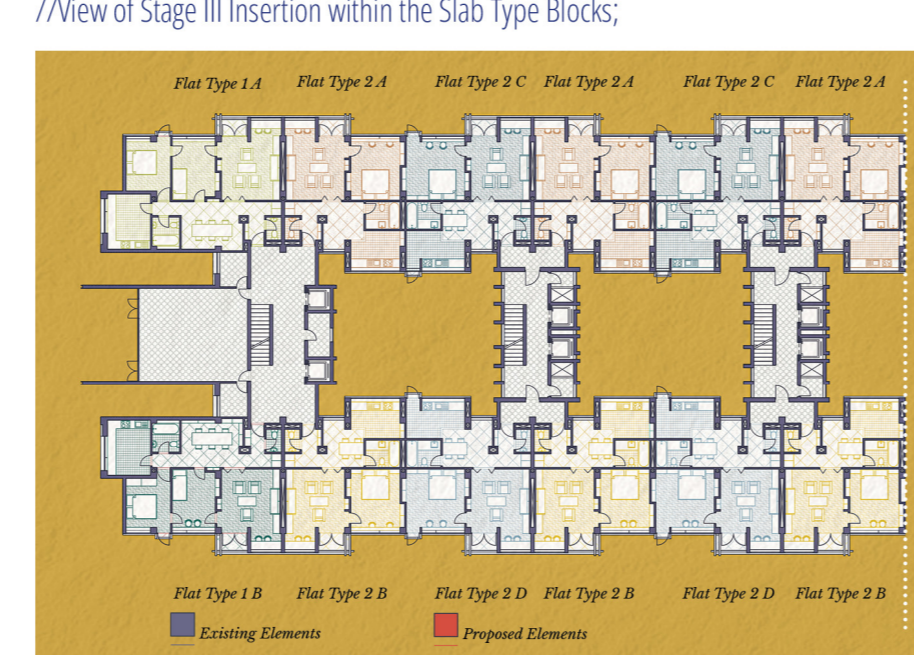 //View of Stage III Insertion within the Slab Type Blocks;
Flat Type 1 A Flat Type 2 A Flat Type 2 C Flat Type 2 A Flat Type 2 C Flat Type 2 A
Flat Type 1 B Flat Type 2 B Flat Type 2 D Flat Type 2 B Flat Type 2 D Flat Type 2 B
Existing Elements Proposed Elements